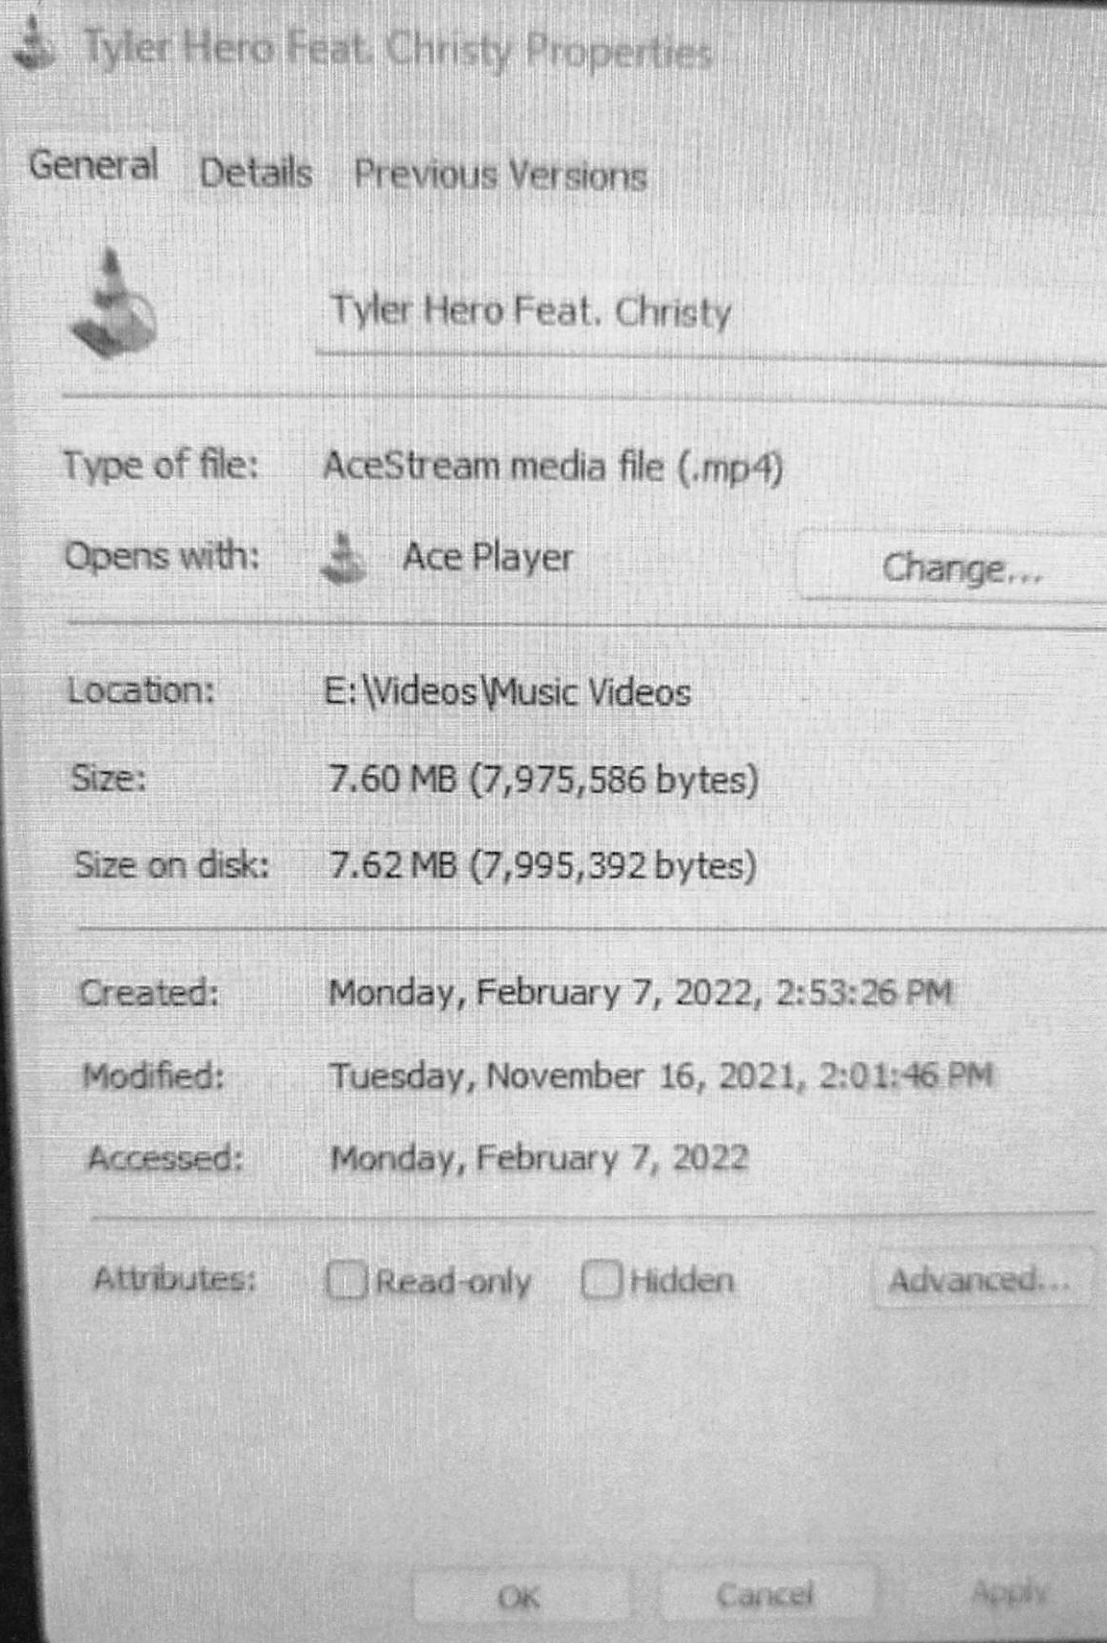 Tyler Hero Feat. Christy Properties
General Details Previous Versions
Tyler Hero Feat. Christy
Type of file: AceStream media file (.mp4)
Opens with: Ace Player Change...
Location: E:\Videos\Music Videos
Size: 7.60 MB (7,975,586 bytes)
Size on disk: 7.62 MB (7,995,392 bytes)
Created: Monday, February 7, 2022, 2:53:26 PM
Modified: Tuesday, November 16, 2021, 2:01:46 PM
Accessed: Monday, February 7, 2022
Attributes: Read-only Hidden Advanced...
OK Cancel Apply